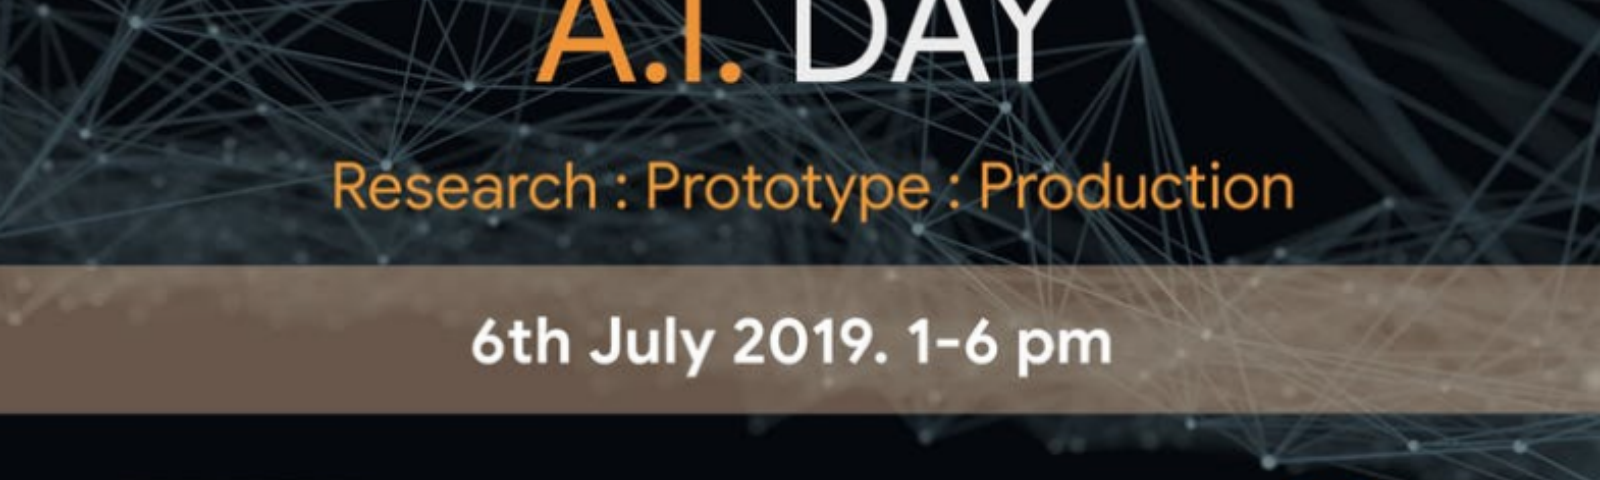 A.I. DAY
Research : Prototype : Production
6th July 2019. 1-6 pm